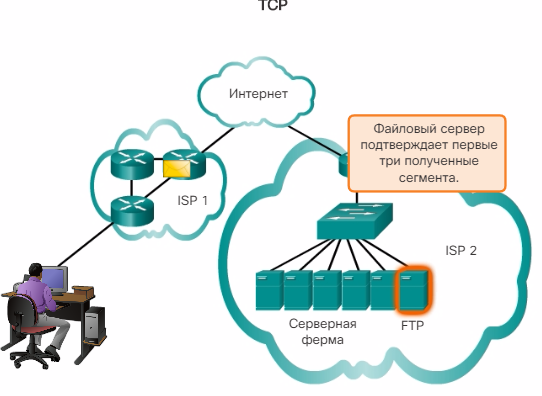 TCP
Интернет
Файловый сервер
подтверждает первые
три полученные
сегмента.
ISP 1
ISP 2
Серверная
ферма
FTP